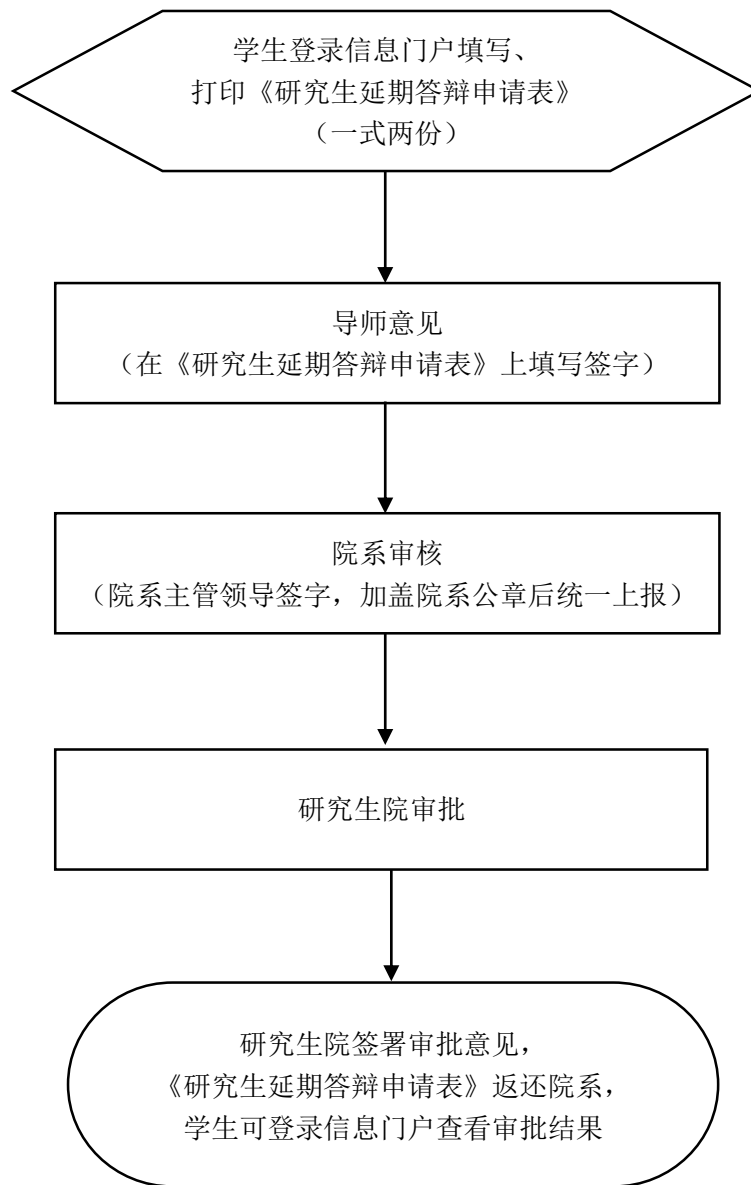 学生登录信息门户填写、
打印《研究生延期答辩申请表》
（一式两份）
导师意见
（在《研究生延期答辩申请表》上填写签字）
院系审核
（院系主管领导签字，加盖院系公章后统一上报）
研究生院审批
研究生院签署审批意见，
《研究生延期答辩申请表》返还院系，
学生可登录信息门户查看审批结果